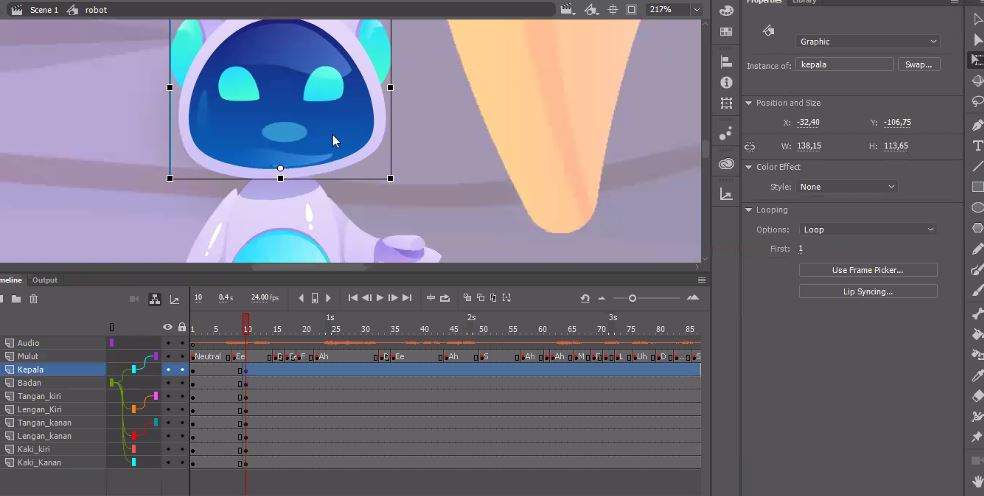 Scene 1 robot 217%
Properties Library
Graphic
Instance of: kepala Swap...
Position and Size
X: -32,40 Y: -106,75
W: 138,15 H: 113,65
Color Effect
Style: None
Looping
Options: Loop
First: 1
Use Frame Picker...
Lip Syncing...
Timeline Output
10 0,4 s 24.00 fps
1s 2s 3s
1 5 10 15 20 25 30 35 40 45 50 55 60 65 70 75 80 85
Audio
Mulut Neutral Ee D Ee F Ah D Ee Ah S Ah Ah M F L Uh D ... S
Kepala
Badan
Tangan_kiri
Lengan_Kiri
Tangan_kanan
Lengan_kanan
Kaki_kiri
Kaki_Kanan